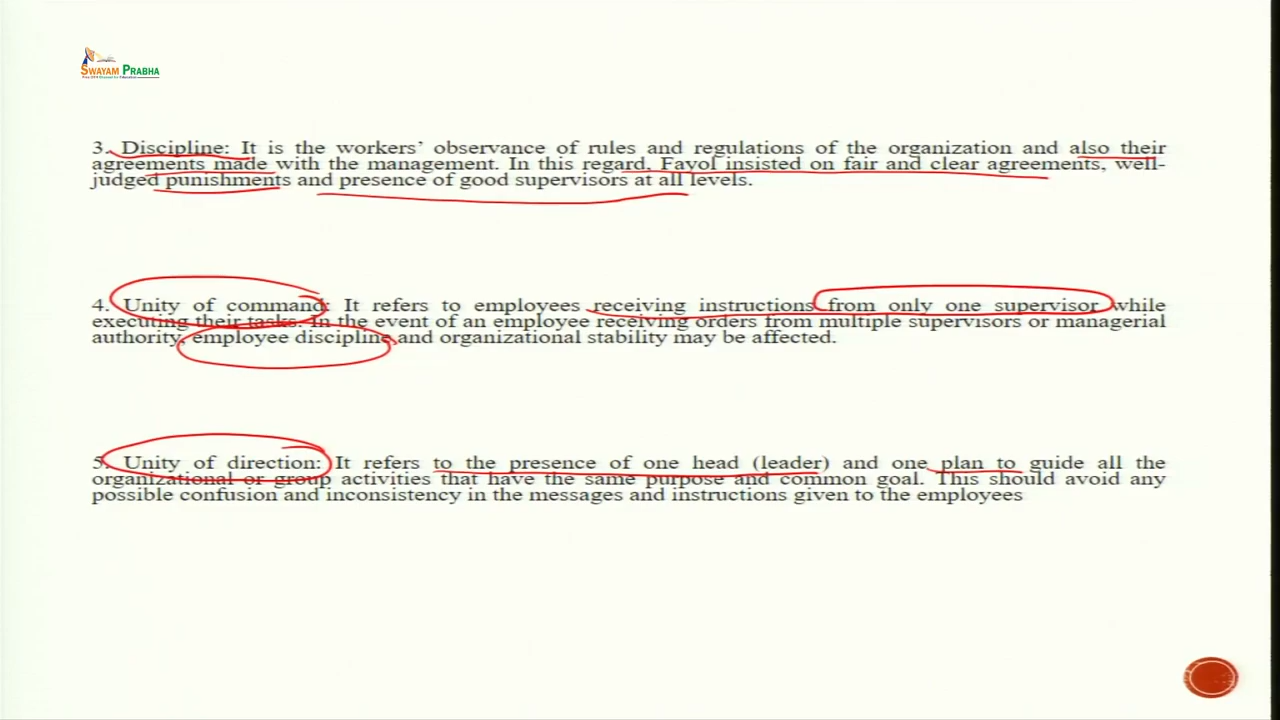 SWAYAM PRABHA
3. Discipline: It is the workers’ observance of rules and regulations of the organization and also their
agreements made with the management. In this regard, Fayol insisted on fair and clear agreements, well-
judged punishments and presence of good supervisors at all levels.
4. Unity of command: It refers to employees receiving instructions from only one supervisor while
executing their tasks. In the event of an employee receiving orders from multiple supervisors or managerial
authority, employee discipline and organizational stability may be affected.
5. Unity of direction: It refers to the presence of one head (leader) and one plan to guide all the
organizational or group activities that have the same purpose and common goal. This should avoid any
possible confusion and inconsistency in the messages and instructions given to the employees